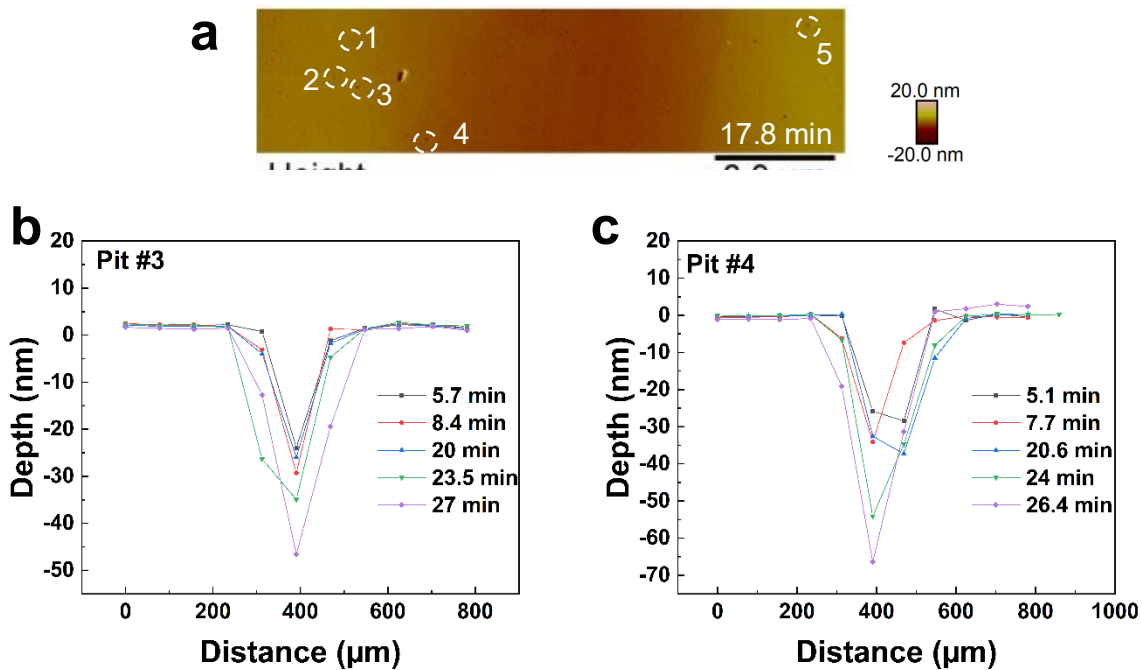 a
1
2
3
4
5
17.8 min
20.0 nm
-20.0 nm
b
Pit #3
Depth (nm)
20
10
0
-10
-20
-30
-40
-50
5.7 min
8.4 min
20 min
23.5 min
27 min
0 200 400 600 800
Distance (μm)
c
Pit #4
Depth (nm)
20
10
0
-10
-20
-30
-40
-50
-60
-70
5.1 min
7.7 min
20.6 min
24 min
26.4 min
0 200 400 600 800 1000
Distance (μm)